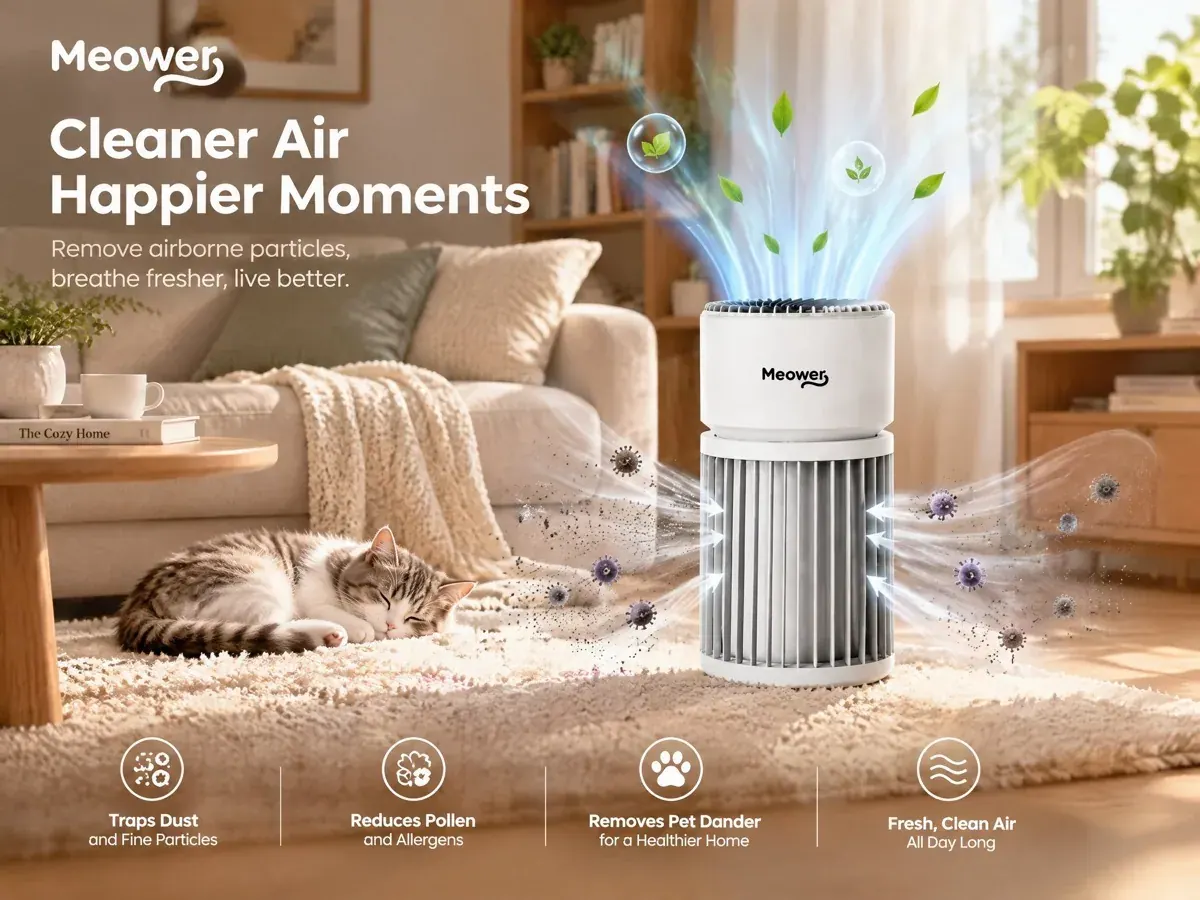 Meower
Cleaner Air
Happier Moments
Remove airborne particles,
breathe fresher, live better.
Meower
The Cozy Home
Traps Dust
and Fine Particles
Reduces Pollen
and Allergens
Removes Pet Dander
for a Healthier Home
Fresh, Clean Air
All Day Long